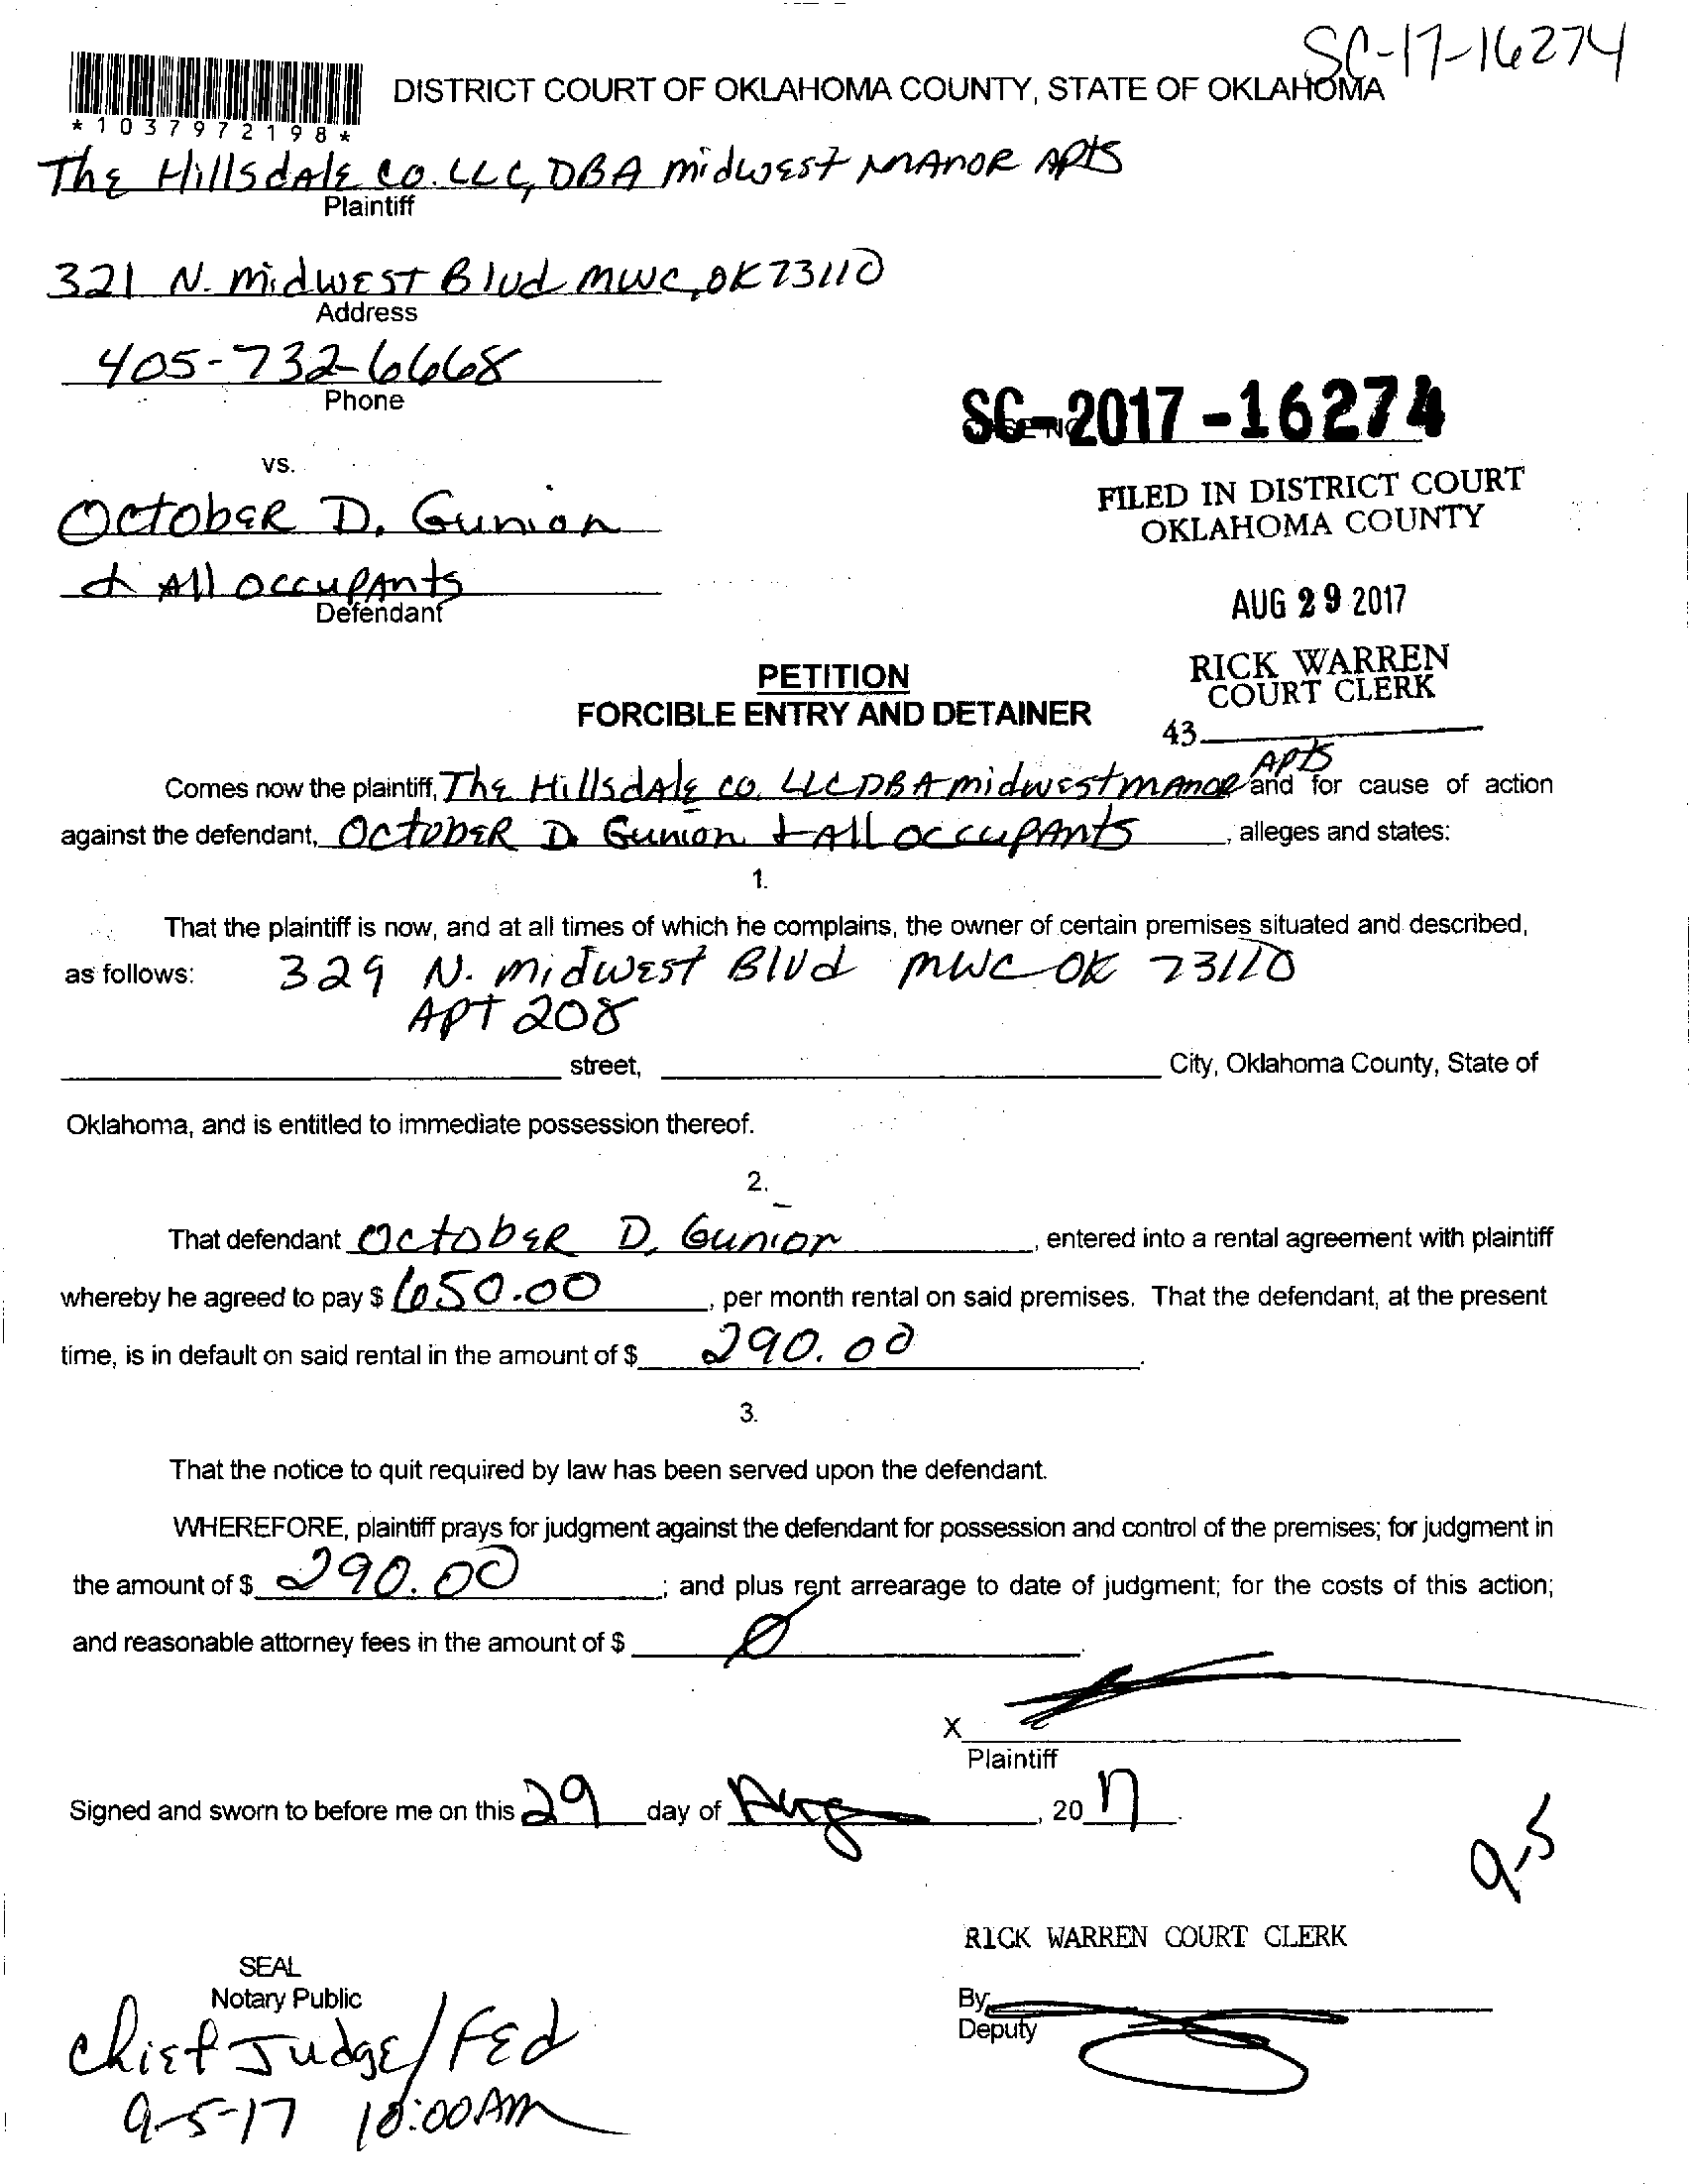 SC-17-16274
DISTRICT COURT OF OKLAHOMA COUNTY, STATE OF OKLAHOMA
*1037972198*
The Hillsdale Co. LLC, DBA Midwest Manor Apts
Plaintiff
321 N. Midwest Blvd MWC, OK 73110
Address
405-732-6668
Phone
SC-2017-16274
vs.
FILED IN DISTRICT COURT
OKLAHOMA COUNTY
October D. Gunion
& All occupants
Defendant
AUG 29 2017
RICK WARREN
COURT CLERK
43
PETITION
FORCIBLE ENTRY AND DETAINER
Comes now the plaintiff, The Hillsdale Co. LLC DBA Midwest Manor Apts and for cause of action
against the defendant, October D. Gunion & All occupants, alleges and states:
1.
That the plaintiff is now, and at all times of which he complains, the owner of certain premises situated and described,
as follows: 329 N. Midwest Blvd MWC OK 73110
APT 208
street, City, Oklahoma County, State of
Oklahoma, and is entitled to immediate possession thereof.
2.
That defendant October D. Gunion, entered into a rental agreement with plaintiff
whereby he agreed to pay $ 650.00, per month rental on said premises. That the defendant, at the present
time, is in default on said rental in the amount of $ 290.00.
3.
That the notice to quit required by law has been served upon the defendant.
WHEREFORE, plaintiff prays for judgment against the defendant for possession and control of the premises; for judgment in
the amount of $ 290.00; and plus rent arrearage to date of judgment; for the costs of this action;
and reasonable attorney fees in the amount of $ Ø.
X
Plaintiff
Signed and sworn to before me on this 29 day of Aug, 20 17.
9-5
RICK WARREN COURT CLERK
SEAL
Notary Public
By
Deputy
Chief Judge/FEd
9-5-17 10:00AM